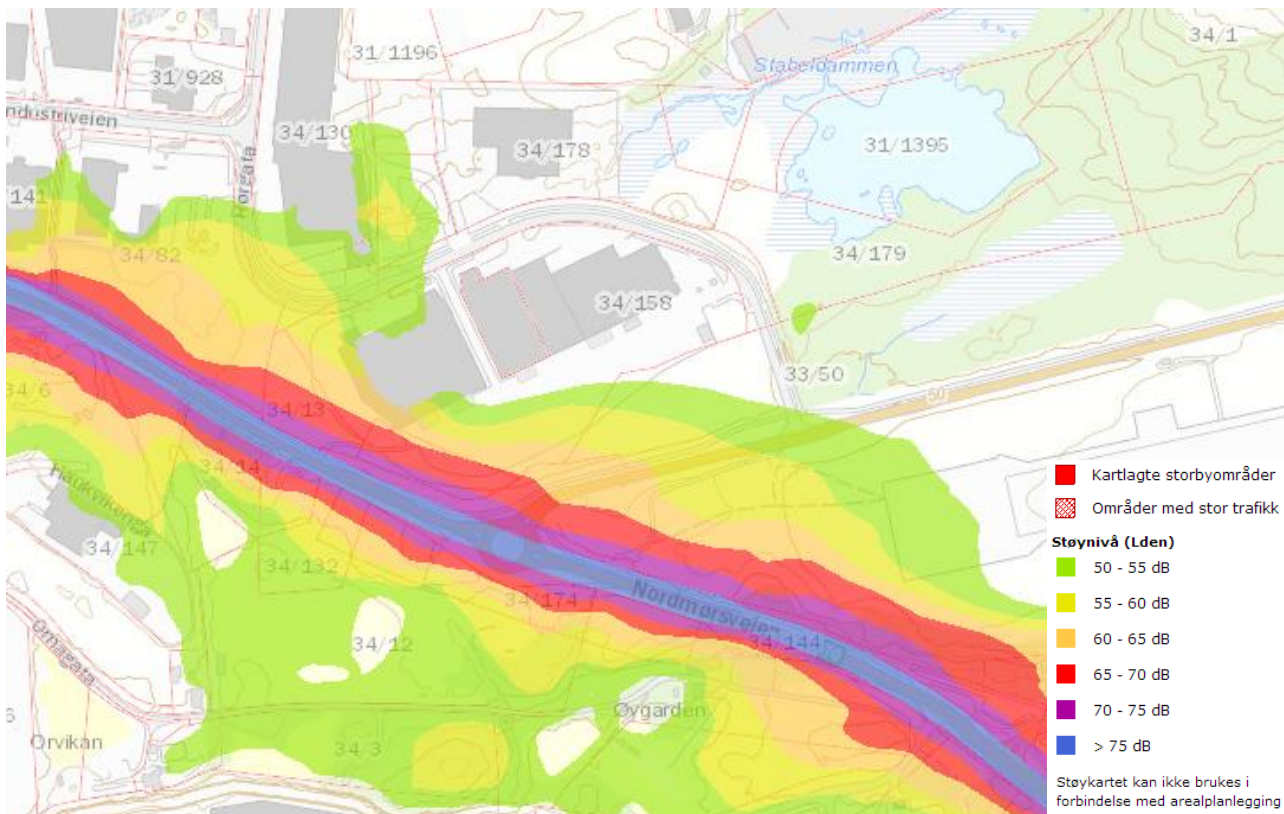 31/1196
34/1
Stabeldammen
31/928
ndustriveien
34/130
34/178
31/1395
141
Norgata
34/82
34/179
34/158
33/50
34/6
34/13
50
34/14
Haukvikenga
34/147
34/132
34/174
Nordmørsveien
34/12
34/144
Omagata
Øygarden
6
Orvikan
34/3
Kartlagte storbyområder
Områder med stor trafikk
Støynivå (Lden)
50 - 55 dB
55 - 60 dB
60 - 65 dB
65 - 70 dB
70 - 75 dB
> 75 dB
Støykartet kan ikke brukes i
forbindelse med arealplanlegging